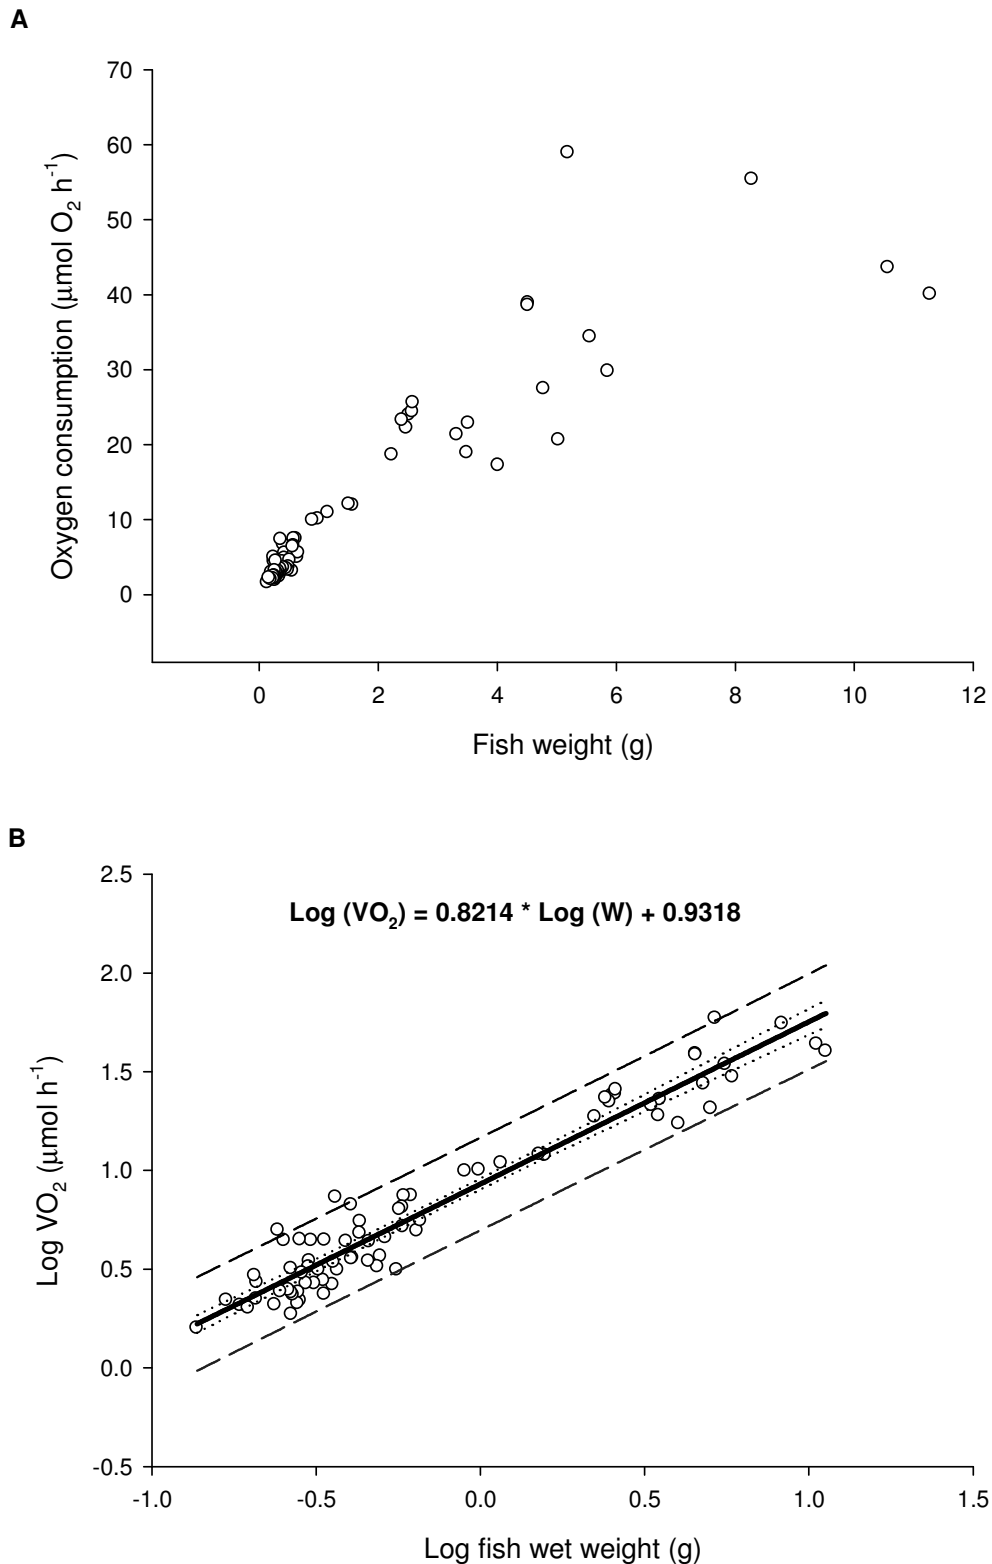 A
70
60
50
40
30
20
10
0
Oxygen consumption (μmol O₂ h⁻¹)
0 2 4 6 8 10 12
Fish weight (g)
B
2.5
2.0
1.5
1.0
0.5
0.0
-0.5
Log VO₂ (μmol h⁻¹)
Log (VO₂) = 0.8214 * Log (W) + 0.9318
-1.0 -0.5 0.0 0.5 1.0 1.5
Log fish wet weight (g)